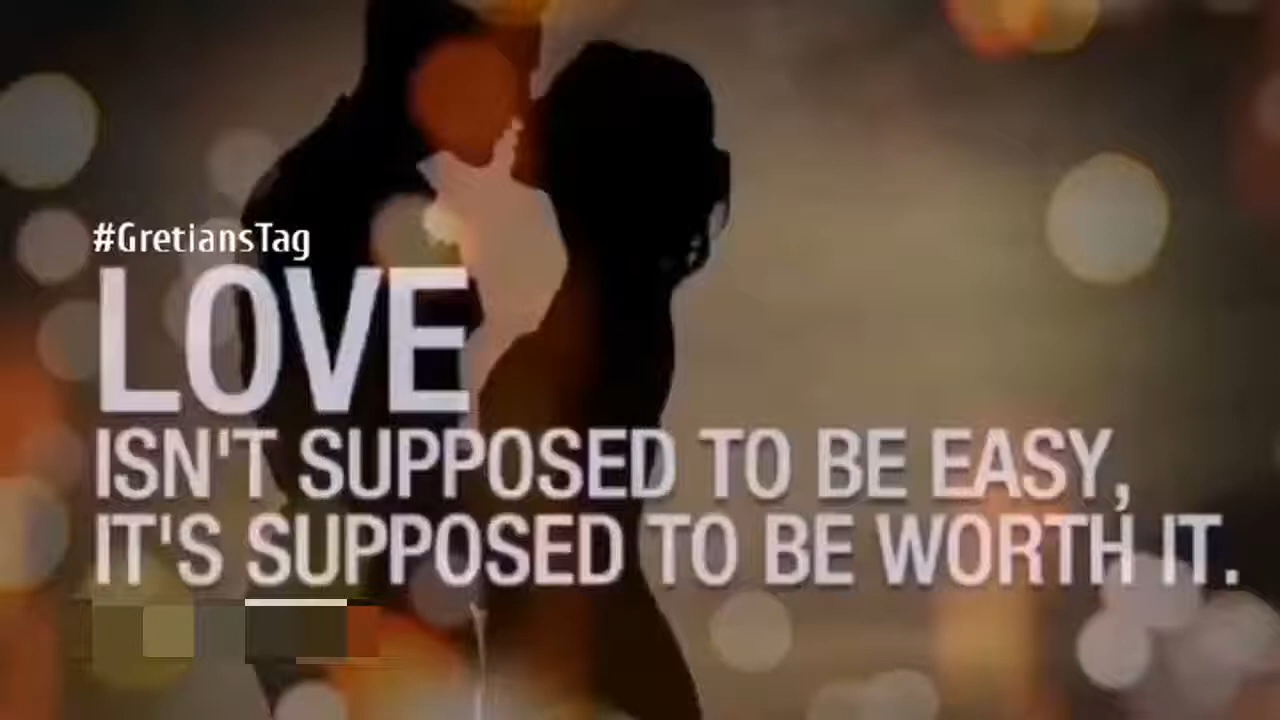 #GretiansTag
LOVE
ISN'T SUPPOSED TO BE EASY,
IT'S SUPPOSED TO BE WORTH IT.